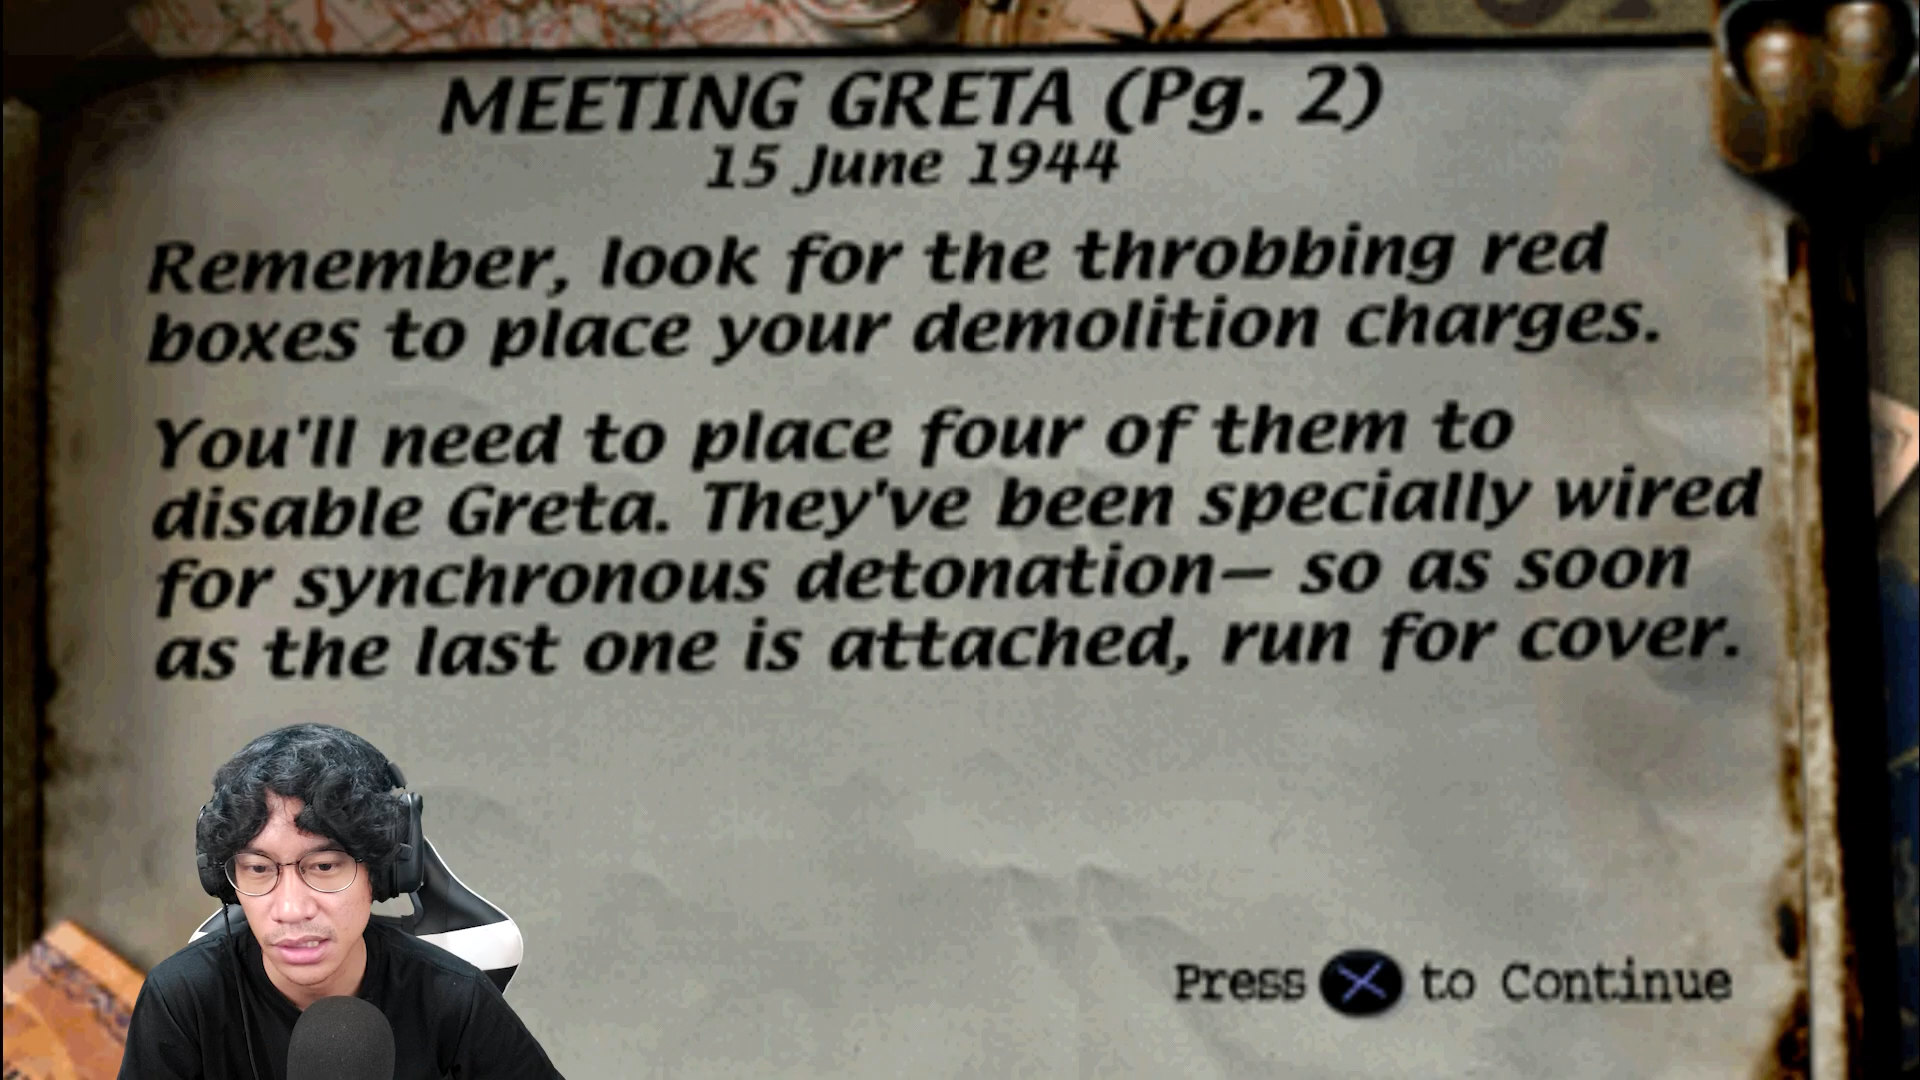 MEETING GRETA (Pg. 2)
15 June 1944
Remember, look for the throbbing red
boxes to place your demolition charges.
You'll need to place four of them to
disable Greta. They've been specially wired
for synchronous detonation— so as soon
as the last one is attached, run for cover.
Press X to Continue